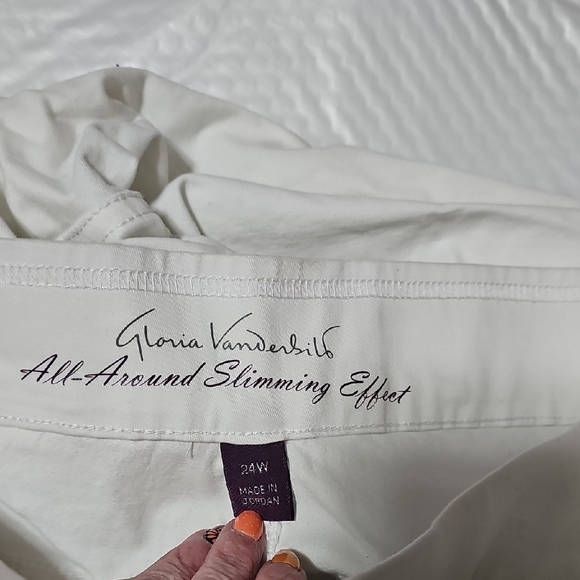 Gloria Vanderbilt
All-Around Slimming Effect
24W
MADE IN
JORDAN